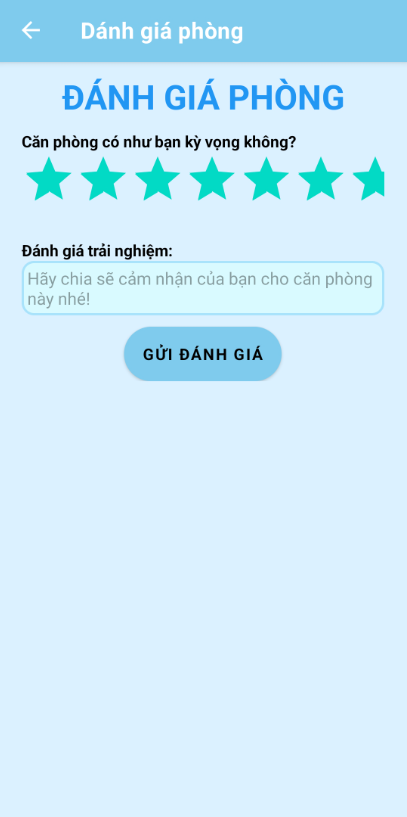 Dánh giá phòng
ĐÁNH GIÁ PHÒNG
Căn phòng có như bạn kỳ vọng không?
Đánh giá trải nghiệm:
Hãy chia sẽ cảm nhận của bạn cho căn phòng
này nhé!
GỬI ĐÁNH GIÁ